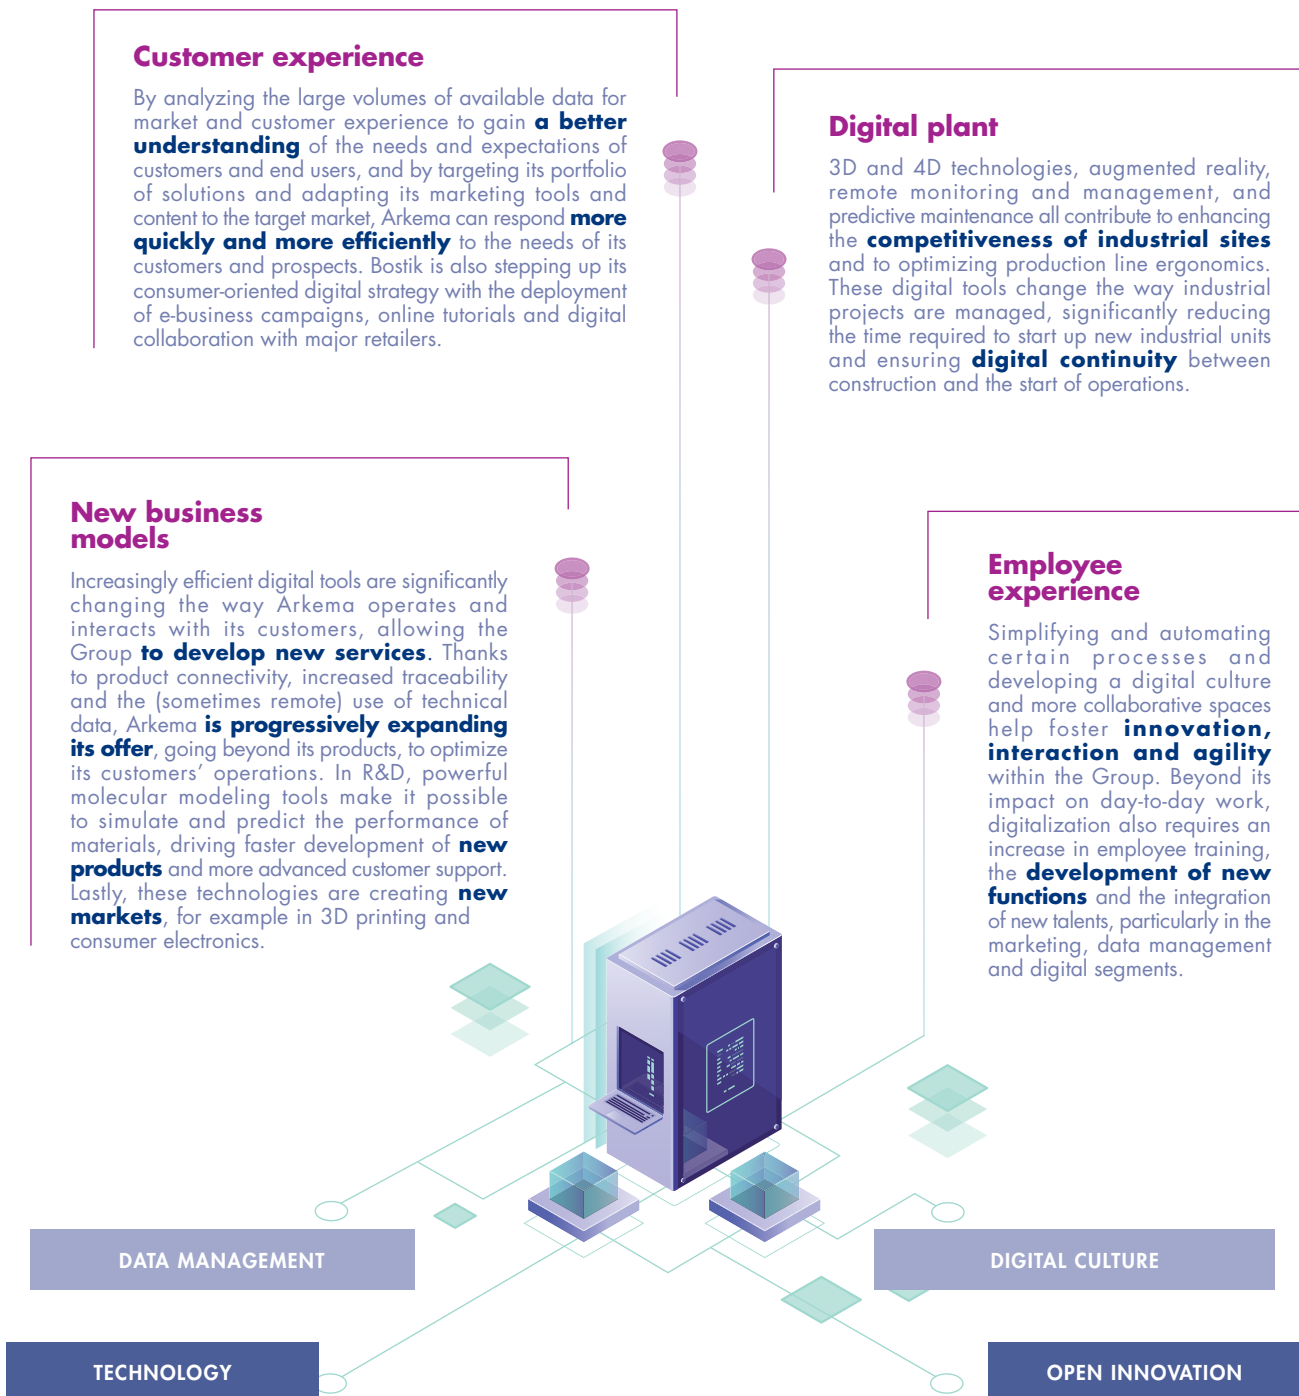 Customer experience
By analyzing the large volumes of available data for
market and customer experience to gain a better
understanding of the needs and expectations of
customers and end users, and by targeting its portfolio
of solutions and adapting its marketing tools and
content to the target market, Arkema can respond more
quickly and more efficiently to the needs of its
customers and prospects. Bostik is also stepping up its
consumer-oriented digital strategy with the deployment
of e-business campaigns, online tutorials and digital
collaboration with major retailers.
Digital plant
3D and 4D technologies, augmented reality,
remote monitoring and management, and
predictive maintenance all contribute to enhancing
the competitiveness of industrial sites
and to optimizing production line ergonomics.
These digital tools change the way industrial
projects are managed, significantly reducing
the time required to start up new industrial units
and ensuring digital continuity between
construction and the start of operations.
New business
models
Increasingly efficient digital tools are significantly
changing the way Arkema operates and
interacts with its customers, allowing the
Group to develop new services. Thanks
to product connectivity, increased traceability
and the (sometimes remote) use of technical
data, Arkema is progressively expanding
its offer, going beyond its products, to optimize
its customers’ operations. In R&D, powerful
molecular modeling tools make it possible
to simulate and predict the performance of
materials, driving faster development of new
products and more advanced customer support.
Lastly, these technologies are creating new
markets, for example in 3D printing and
consumer electronics.
Employee
experience
Simplifying and automating
certain processes and
developing a digital culture
and more collaborative spaces
help foster innovation,
interaction and agility
within the Group. Beyond its
impact on day-to-day work,
digitalization also requires an
increase in employee training,
the development of new
functions and the integration
of new talents, particularly in the
marketing, data management
and digital segments.
DATA MANAGEMENT
DIGITAL CULTURE
TECHNOLOGY
OPEN INNOVATION